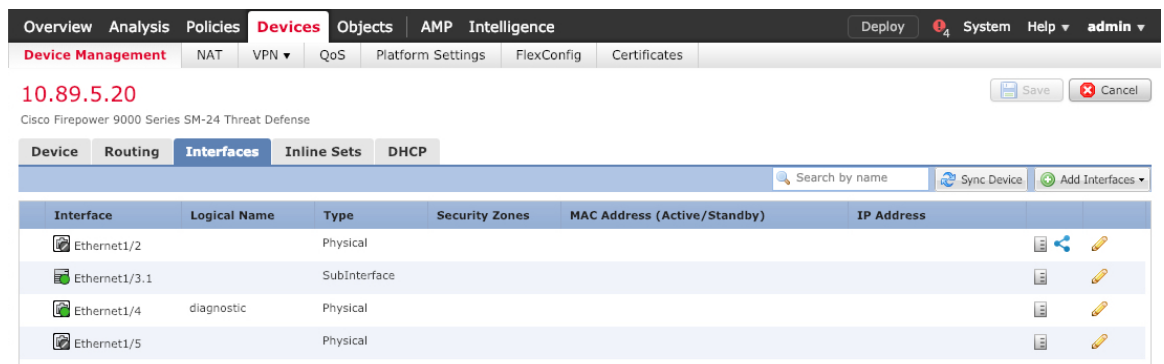 Overview Analysis Policies Devices Objects AMP Intelligence Deploy 4 System Help admin
Device Management NAT VPN QoS Platform Settings FlexConfig Certificates
10.89.5.20 Save Cancel
Cisco Firepower 9000 Series SM-24 Threat Defense
Device Routing Interfaces Inline Sets DHCP
Search by name Sync Device Add Interfaces
Interface Logical Name Type Security Zones MAC Address (Active/Standby) IP Address
Ethernet1/2 Physical
Ethernet1/3.1 SubInterface
Ethernet1/4 diagnostic Physical
Ethernet1/5 Physical